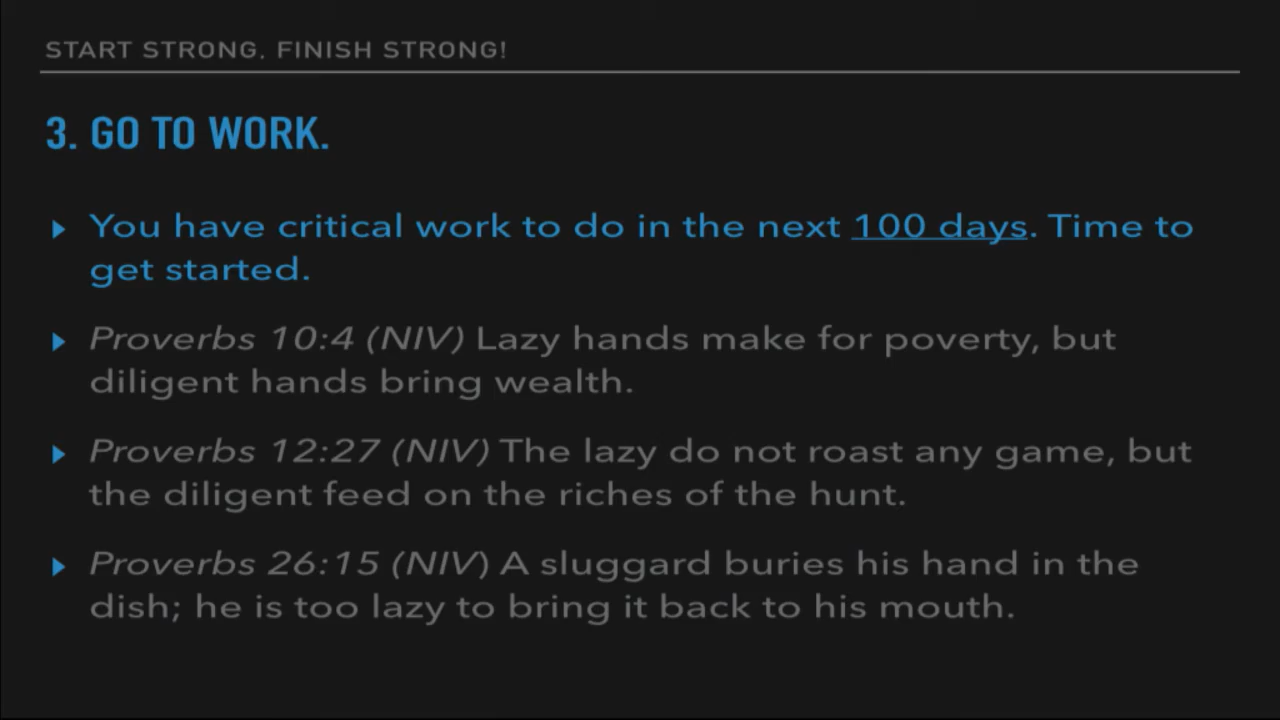 START STRONG, FINISH STRONG!
3. GO TO WORK.
You have critical work to do in the next 100 days. Time to
get started.
Proverbs 10:4 (NIV) Lazy hands make for poverty, but
diligent hands bring wealth.
Proverbs 12:27 (NIV) The lazy do not roast any game, but
the diligent feed on the riches of the hunt.
Proverbs 26:15 (NIV) A sluggard buries his hand in the
dish; he is too lazy to bring it back to his mouth.